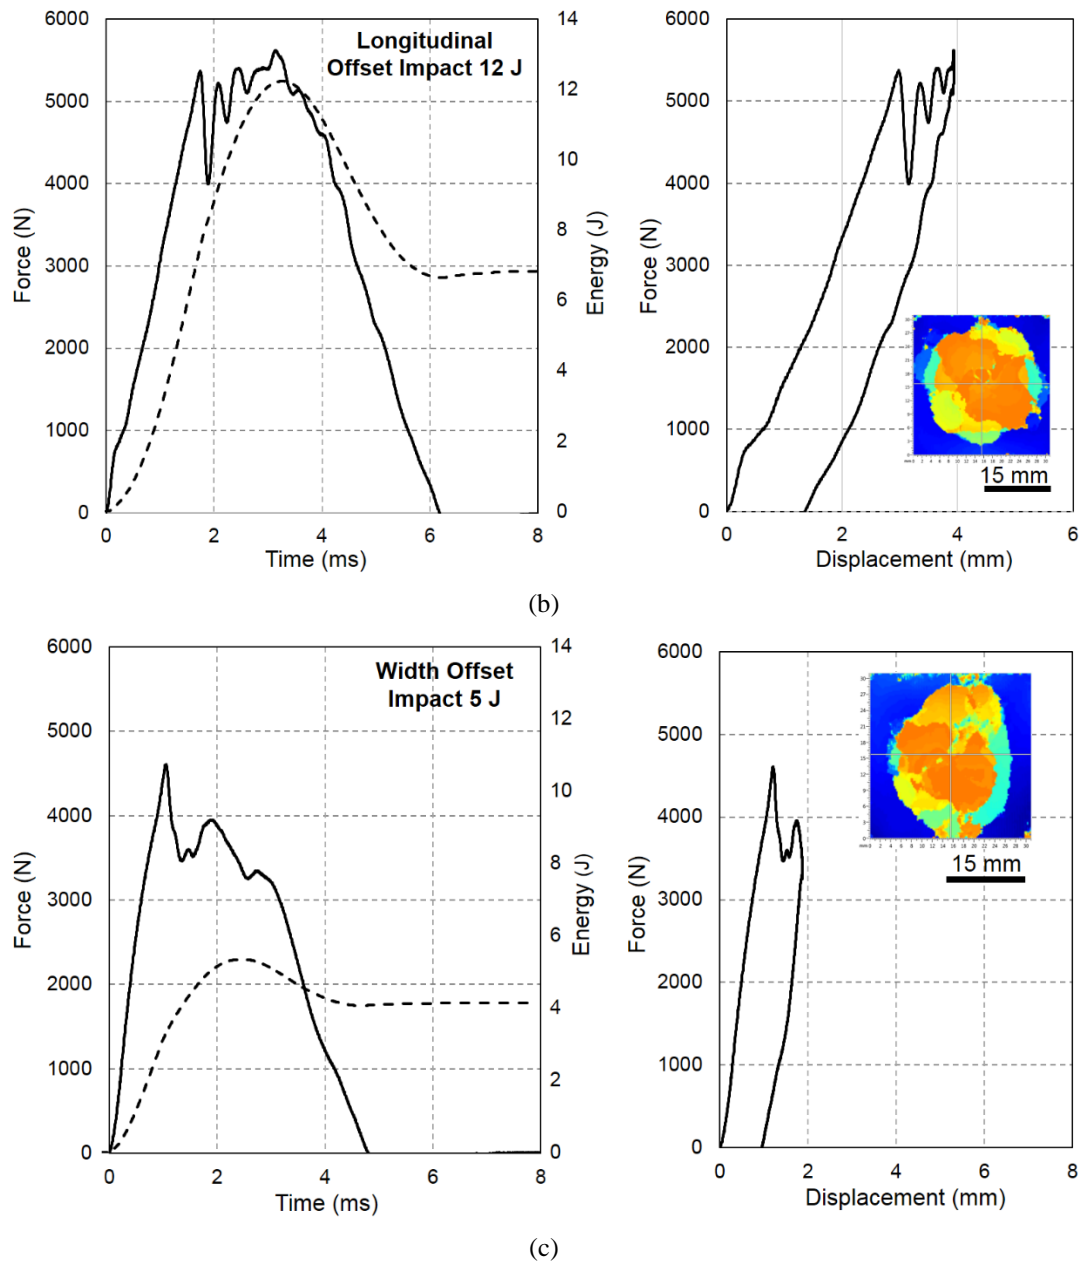 6000
5000
4000
3000
2000
1000
0
Force (N)
Longitudinal
Offset Impact 12 J
14
12
10
8
6
4
2
0
Energy (J)
0 2 4 6 8
Time (ms)
6000
5000
4000
3000
2000
1000
0
Force (N)
15 mm
0 2 4 6
Displacement (mm)
(b)
6000
5000
4000
3000
2000
1000
0
Force (N)
Width Offset
Impact 5 J
14
12
10
8
6
4
2
0
Energy (J)
0 2 4 6 8
Time (ms)
6000
5000
4000
3000
2000
1000
0
Force (N)
15 mm
0 2 4 6 8
Displacement (mm)
(c)